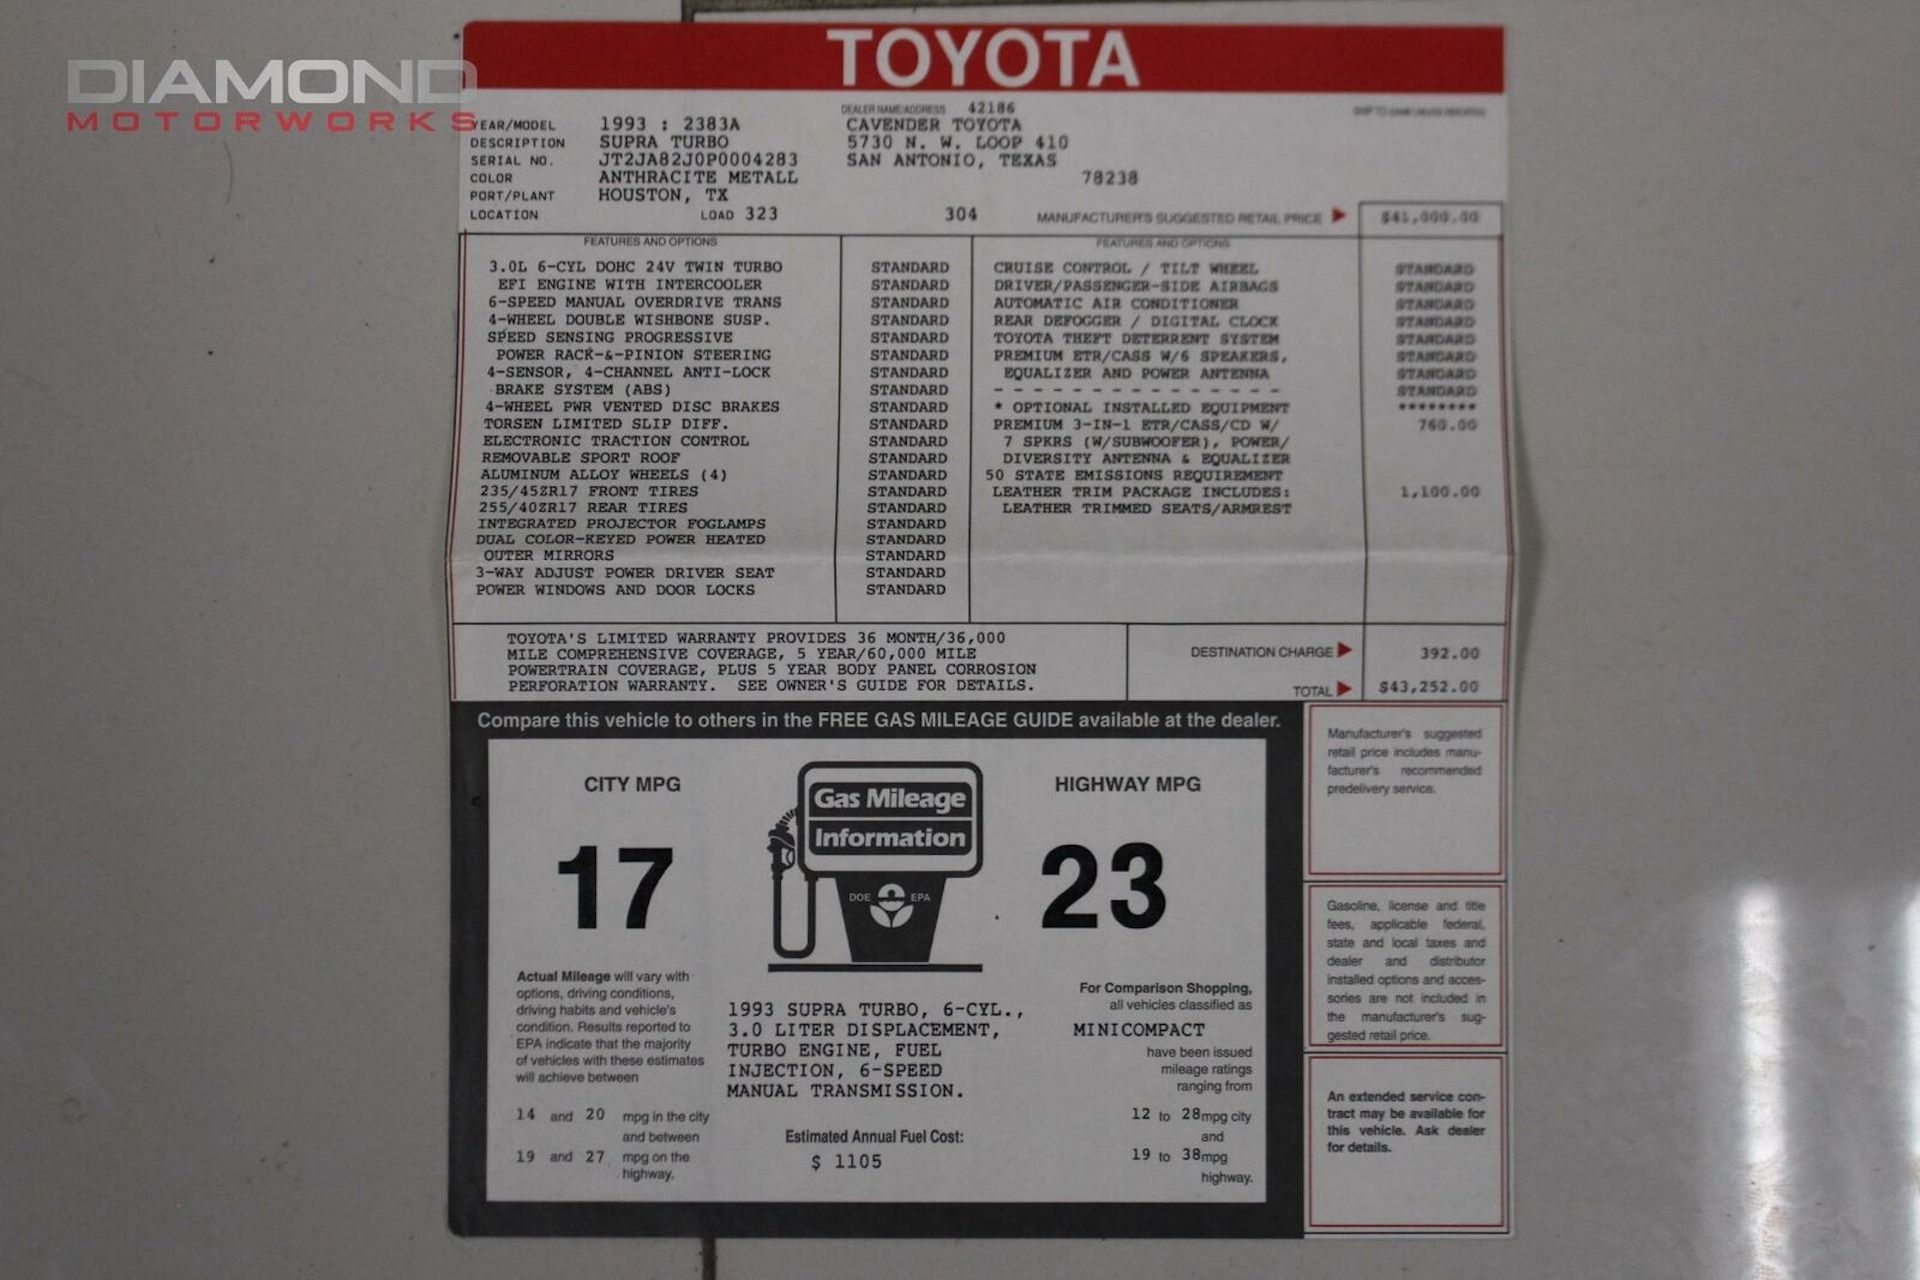 DIAMOND
MOTORWORKS
TOYOTA
DEALER NAME/ADDRESS 42186
YEAR/MODEL 1993 : 2383A CAVENDER TOYOTA
DESCRIPTION SUPRA TURBO 5730 N. W. LOOP 410
SERIAL NO. JT2JA82J0P0004283 SAN ANTONIO, TEXAS
COLOR ANTHRACITE METALL 78238
PORT/PLANT HOUSTON, TX
LOCATION LOAD 323 304 MANUFACTURER'S SUGGESTED RETAIL PRICE $41,000.00
FEATURES AND OPTIONS FEATURES AND OPTIONS
3.0L 6-CYL DOHC 24V TWIN TURBO STANDARD CRUISE CONTROL / TILT WHEEL STANDARD
EFI ENGINE WITH INTERCOOLER STANDARD DRIVER/PASSENGER-SIDE AIRBAGS STANDARD
6-SPEED MANUAL OVERDRIVE TRANS STANDARD AUTOMATIC AIR CONDITIONER STANDARD
4-WHEEL DOUBLE WISHBONE SUSP. STANDARD REAR DEFOGGER / DIGITAL CLOCK STANDARD
SPEED SENSING PROGRESSIVE STANDARD TOYOTA THEFT DETERRENT SYSTEM STANDARD
POWER RACK-&-PINION STEERING STANDARD PREMIUM ETR/CASS W/6 SPEAKERS, STANDARD
4-SENSOR, 4-CHANNEL ANTI-LOCK STANDARD EQUALIZER AND POWER ANTENNA STANDARD
BRAKE SYSTEM (ABS) STANDARD - - - - - - - - - - - - - - - STANDARD
4-WHEEL PWR VENTED DISC BRAKES STANDARD * OPTIONAL INSTALLED EQUIPMENT ********
TORSEN LIMITED SLIP DIFF. STANDARD PREMIUM 3-IN-1 ETR/CASS/CD W/ 760.00
ELECTRONIC TRACTION CONTROL STANDARD 7 SPKRS (W/SUBWOOFER), POWER/
REMOVABLE SPORT ROOF STANDARD DIVERSITY ANTENNA & EQUALIZER
ALUMINUM ALLOY WHEELS (4) STANDARD 50 STATE EMISSIONS REQUIREMENT
235/45ZR17 FRONT TIRES STANDARD LEATHER TRIM PACKAGE INCLUDES: 1,100.00
255/40ZR17 REAR TIRES STANDARD LEATHER TRIMMED SEATS/ARMREST
INTEGRATED PROJECTOR FOGLAMPS STANDARD
DUAL COLOR-KEYED POWER HEATED STANDARD
OUTER MIRRORS STANDARD
3-WAY ADJUST POWER DRIVER SEAT STANDARD
POWER WINDOWS AND DOOR LOCKS STANDARD
TOYOTA'S LIMITED WARRANTY PROVIDES 36 MONTH/36,000
MILE COMPREHENSIVE COVERAGE, 5 YEAR/60,000 MILE
POWERTRAIN COVERAGE, PLUS 5 YEAR BODY PANEL CORROSION
PERFORATION WARRANTY. SEE OWNER'S GUIDE FOR DETAILS.
DESTINATION CHARGE 392.00
TOTAL $43,252.00
Compare this vehicle to others in the FREE GAS MILEAGE GUIDE available at the dealer.
CITY MPG
17
Gas Mileage
Information
DOE EPA
HIGHWAY MPG
23
Actual Mileage will vary with
options, driving conditions,
driving habits and vehicle's
condition. Results reported to
EPA indicate that the majority
of vehicles with these estimates
will achieve between
14 and 20 mpg in the city
and between
19 and 27 mpg on the
highway.
1993 SUPRA TURBO, 6-CYL.,
3.0 LITER DISPLACEMENT,
TURBO ENGINE, FUEL
INJECTION, 6-SPEED
MANUAL TRANSMISSION.
Estimated Annual Fuel Cost:
$ 1105
For Comparison Shopping,
all vehicles classified as
MINICOMPACT
have been issued
mileage ratings
ranging from
12 to 28mpg city
and
19 to 38mpg
highway.
Manufacturer's suggested
retail price includes manu-
facturer's recommended
predelivery service.
Gasoline, license and title
fees, applicable federal,
state and local taxes and
dealer and distributor
installed options and acces-
sories are not included in
the manufacturer's sug-
gested retail price.
An extended service con-
tract may be available for
this vehicle. Ask dealer
for details.